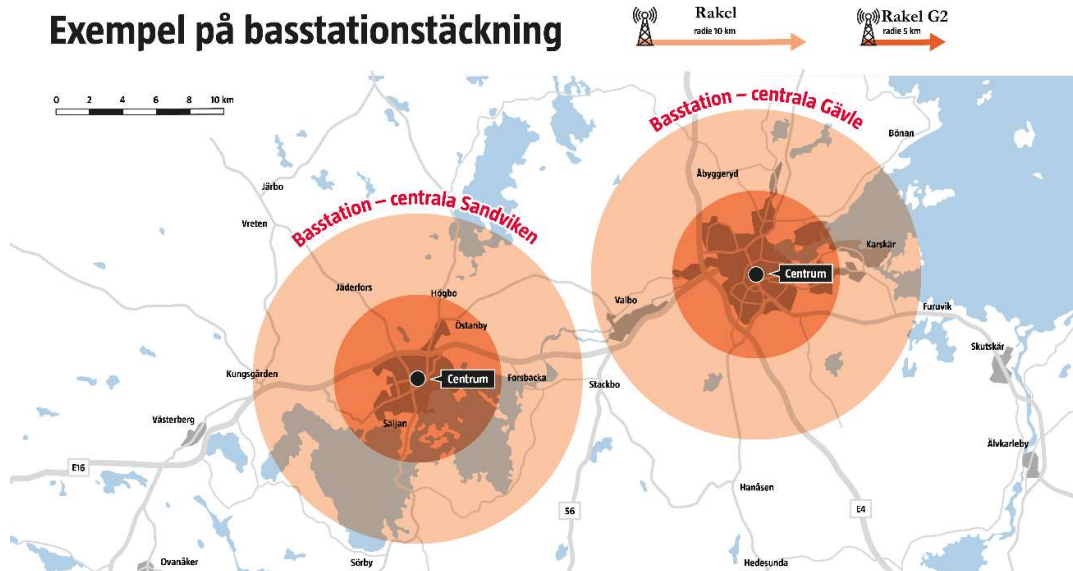 Exempel på basstationstäckning
Rakel
radie 10 km
Rakel G2
radie 5 km
0 2 4 6 8 10 km
Basstation – centrala Gävle
Bönan
Åbyggeryd
Järbo
Basstation – centrala Sandviken
Vreten
Karskär
Centrum
Jäderfors
Högbo
Valbo
Furuvik
Östanby
Skutskär
Kungsgården
Centrum
Forsbacka
Stackbo
Västerberg
Säljan
Älvkarleby
E16
Hanåsen
56
E4
Ovanåker
Sörby
Hedesunda